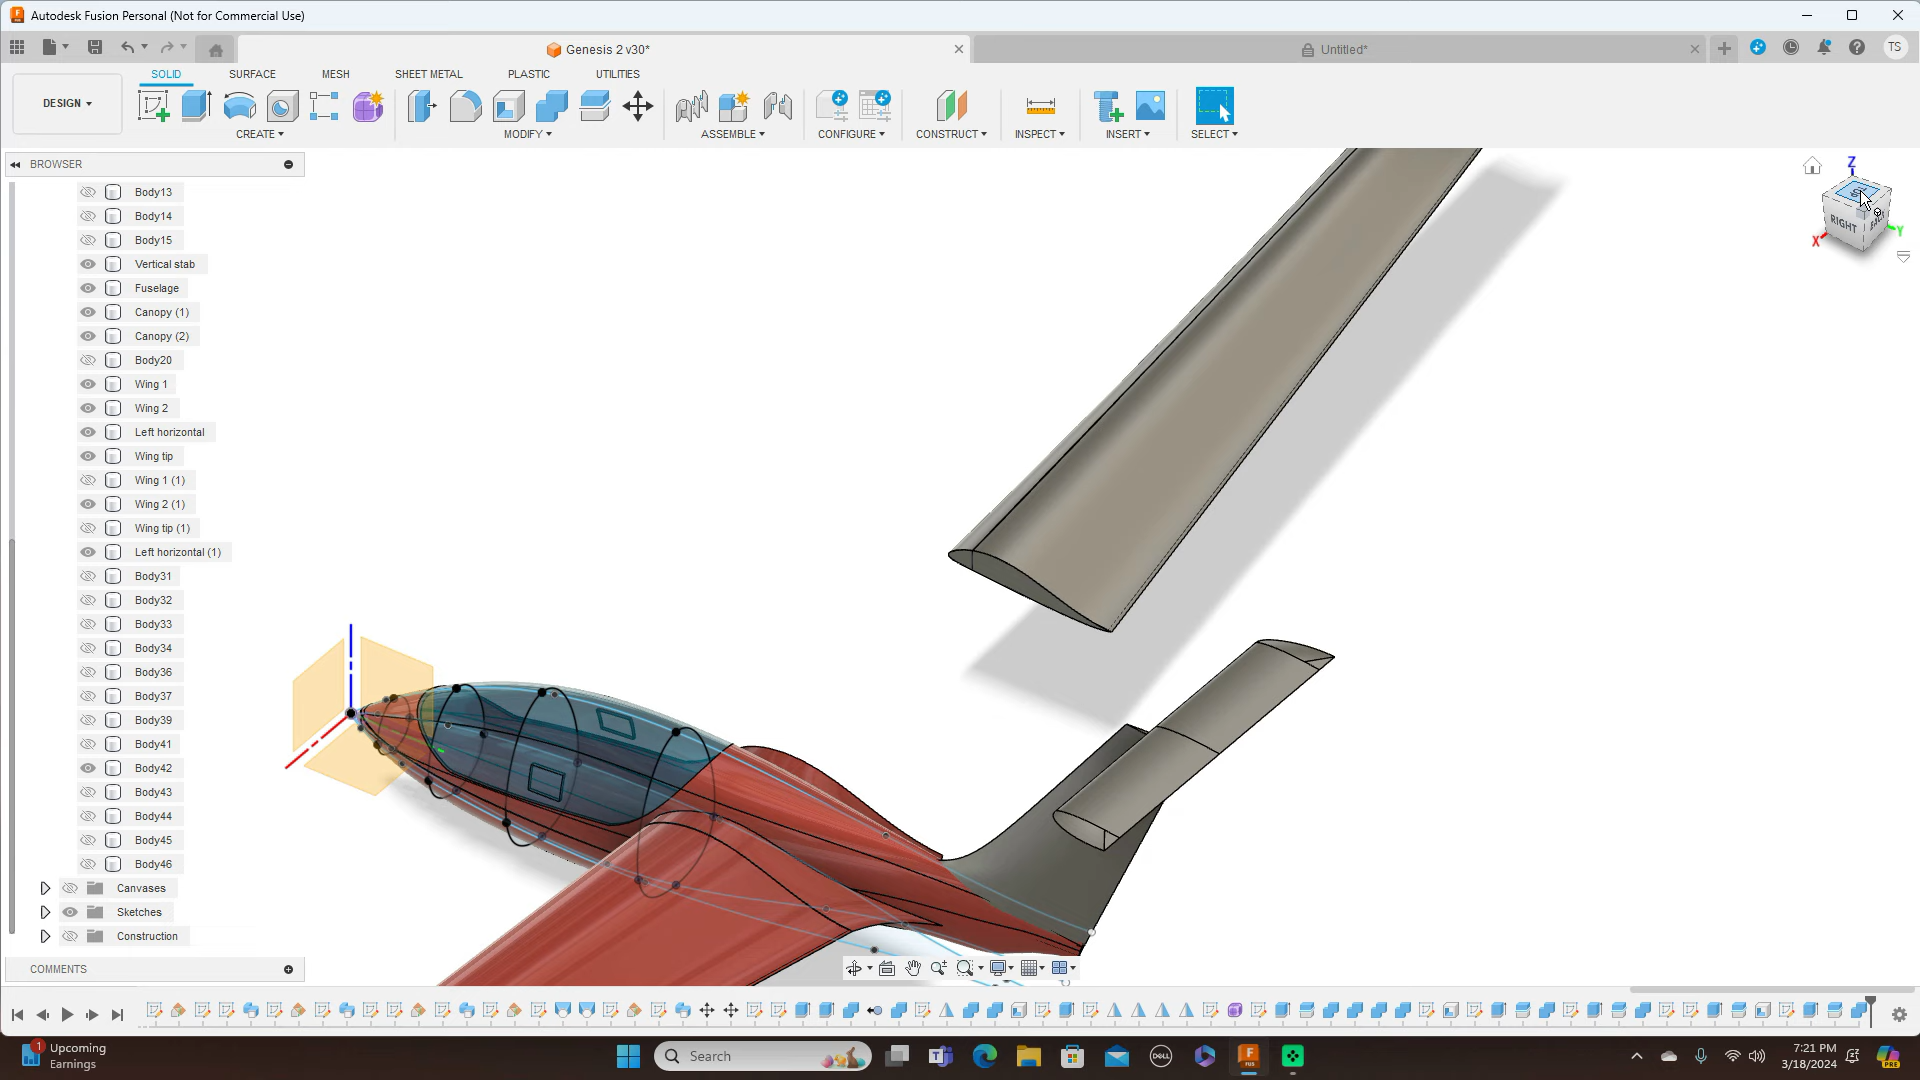 Autodesk Fusion Personal (Not for Commercial Use)
Genesis 2 v30*
Untitled*
TS
DESIGN
SOLID
SURFACE
MESH
SHEET METAL
PLASTIC
UTILITIES
CREATE
MODIFY
ASSEMBLE
CONFIGURE
CONSTRUCT
INSPECT
INSERT
SELECT
BROWSER
Body13
Body14
Body15
Vertical stab
Fuselage
Canopy (1)
Canopy (2)
Body20
Wing 1
Wing 2
Left horizontal
Wing tip
Wing 1 (1)
Wing 2 (1)
Wing tip (1)
Left horizontal (1)
Body31
Body32
Body33
Body34
Body36
Body37
Body39
Body41
Body42
Body43
Body44
Body45
Body46
Canvases
Sketches
Construction
COMMENTS
Z
RIGHT
X
Y
1
Upcoming
Earnings
Search
DELL
F
FUS
7:21 PM
3/18/2024
PRE